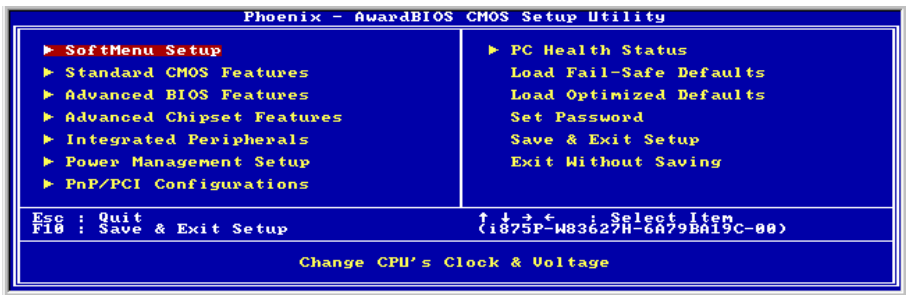 Phoenix - AwardBIOS CMOS Setup Utility
► SoftMenu Setup
► Standard CMOS Features
► Advanced BIOS Features
► Advanced Chipset Features
► Integrated Peripherals
► Power Management Setup
► PnP/PCI Configurations
► PC Health Status
Load Fail-Safe Defaults
Load Optimized Defaults
Set Password
Save & Exit Setup
Exit Without Saving
Esc : Quit
F10 : Save & Exit Setup
↑ ↓ → ← : Select Item
(i875P-W83627H-6A79BA19C-00)
Change CPU's Clock & Voltage